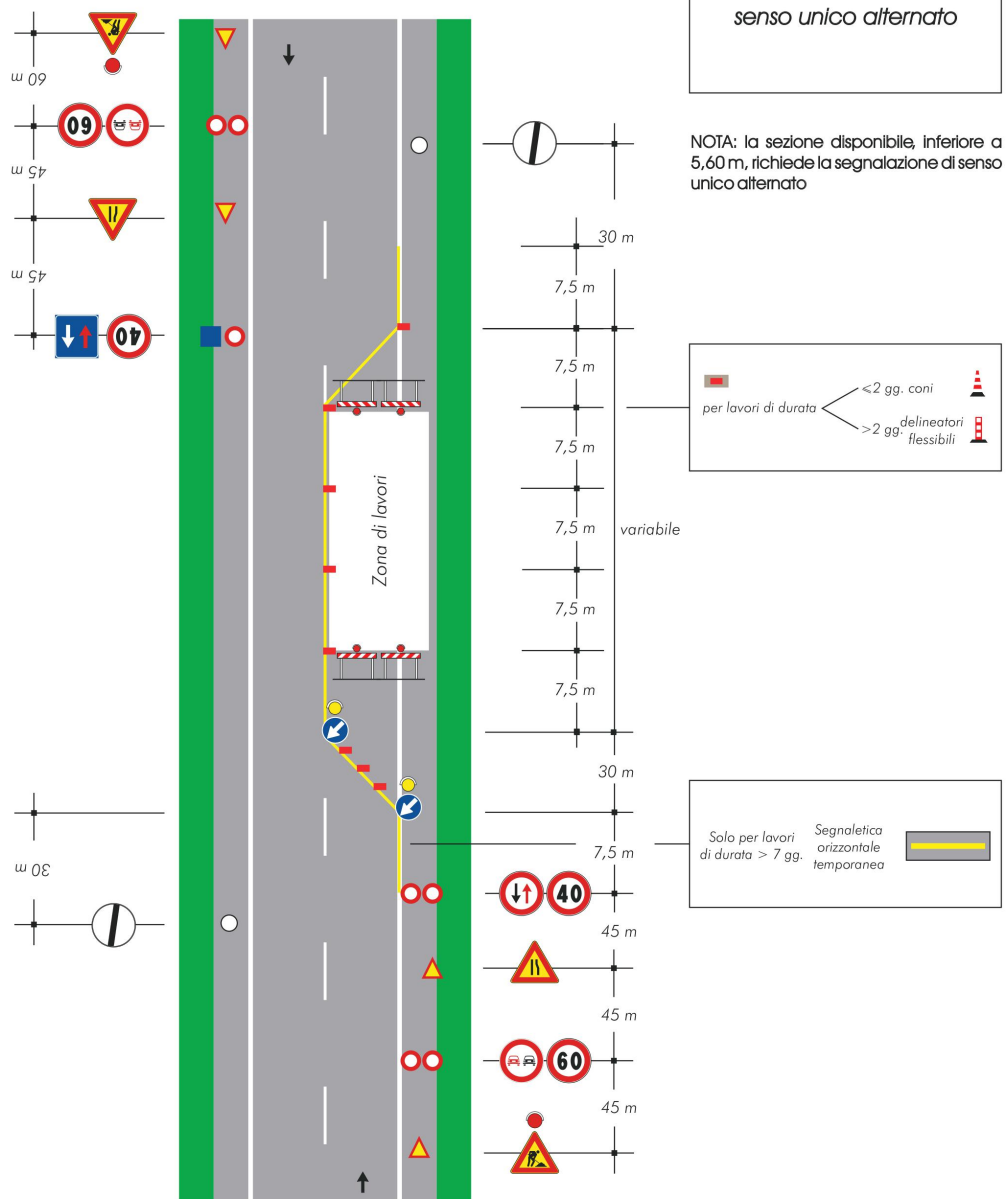 senso unico alternato
NOTA: la sezione disponibile, inferiore a
5,60 m, richiede la segnalazione di senso
unico alternato
60 m
60
45 m
45 m
40
30 m
30 m
7,5 m
7,5 m
7,5 m
7,5 m
7,5 m
7,5 m
variabile
30 m
7,5 m
40
45 m
45 m
60
45 m
Zona di lavori
per lavori di durata
≤2 gg. coni
>2 gg. delineatori
flessibili
Solo per lavori
di durata > 7 gg.
Segnaletica
orizzontale
temporanea